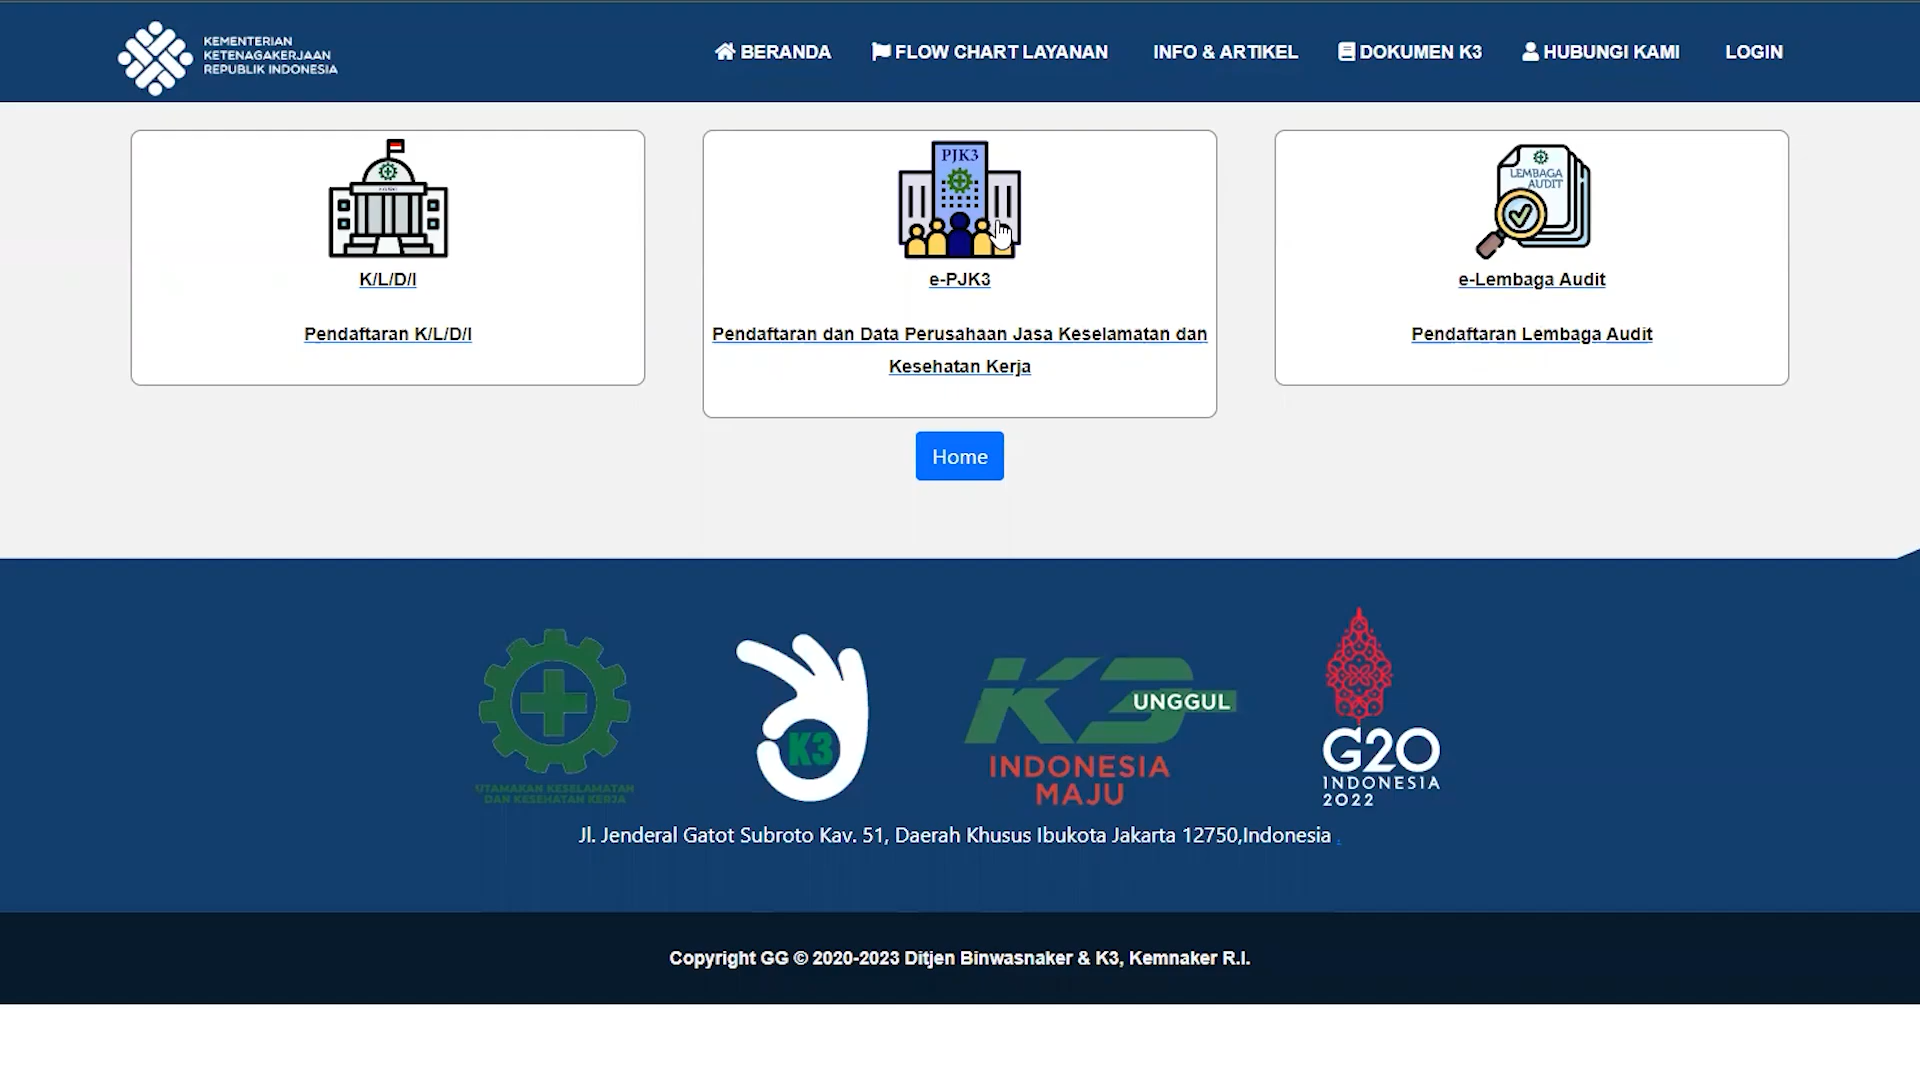 KEMENTERIAN
KETENAGAKERJAAN
REPUBLIK INDONESIA
BERANDA
FLOW CHART LAYANAN
INFO & ARTIKEL
DOKUMEN K3
HUBUNGI KAMI
LOGIN
K/L/D/I
Pendaftaran K/L/D/I
PJK3
e-PJK3
Pendaftaran dan Data Perusahaan Jasa Keselamatan dan
Kesehatan Kerja
LEMBAGA
AUDIT
e-Lembaga Audit
Pendaftaran Lembaga Audit
Home
UTAMAKAN KESELAMATAN
DAN KESEHATAN KERJA
K3
K3
UNGGUL
INDONESIA
MAJU
G20
INDONESIA
2022
Jl. Jenderal Gatot Subroto Kav. 51, Daerah Khusus Ibukota Jakarta 12750,Indonesia .
Copyright GG © 2020-2023 Ditjen Binwasnaker & K3, Kemnaker R.I.